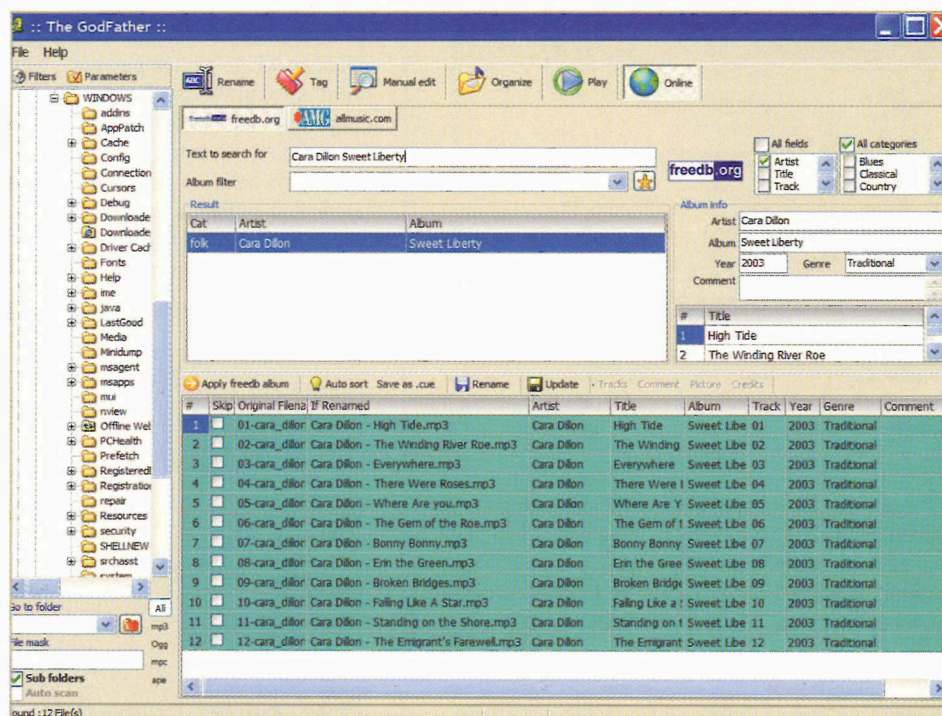 :: The GodFather ::
File Help
Filters Parameters
Rename Tag Manual edit Organize Play Online
WINDOWS
addins
AppPatch
Cache
Config
Connection
Cursors
Debug
Downloade
Downloade
Driver Cacl
Fonts
Help
ime
java
LastGood
Media
Minidump
msagent
msapps
mui
nview
Offline Wel
PCHealth
Prefetch
Registered
Registration
repair
Resources
security
SHELLNEW
srchasst
system
Go to folder
File mask
Sub folders
Auto scan
All
mp3
Ogg
mpc
ape
freedb.org AMG allmusic.com
Text to search for Cara Dillon Sweet Liberty
Album filter
freedb.org
All fields All categories
Artist Blues
Title Classical
Track Country
Result
Cat Artist Album
folk Cara Dillon Sweet Liberty
Album info
Artist Cara Dillon
Album Sweet Liberty
Year 2003 Genre Traditional
Comment
# Title
1 High Tide
2 The Winding River Roe
Apply freedb album Auto sort Save as .cue Rename Update Tracks Comment Picture Credits
# Skip Original Filena If Renamed Artist Title Album Track Year Genre Comment
1 01-cara_dillor Cara Dillon - High Tide.mp3 Cara Dillon High Tide Sweet Libe 01 2003 Traditional
2 02-cara_dillor Cara Dillon - The Winding River Roe.mp3 Cara Dillon The Winding Sweet Libe 02 2003 Traditional
3 03-cara_dillor Cara Dillon - Everywhere.mp3 Cara Dillon Everywhere Sweet Libe 03 2003 Traditional
4 04-cara_dillor Cara Dillon - There Were Roses.mp3 Cara Dillon There Were Sweet Libe 04 2003 Traditional
5 05-cara_dillor Cara Dillon - Where Are you.mp3 Cara Dillon Where Are Y Sweet Libe 05 2003 Traditional
6 06-cara_dillor Cara Dillon - The Gem of the Roe.mp3 Cara Dillon The Gem of t Sweet Libe 06 2003 Traditional
7 07-cara_dillor Cara Dillon - Bonny Bonny.mp3 Cara Dillon Bonny Bonny Sweet Libe 07 2003 Traditional
8 08-cara_dillor Cara Dillon - Erin the Green.mp3 Cara Dillon Erin the Gree Sweet Libe 08 2003 Traditional
9 09-cara_dillor Cara Dillon - Broken Bridges.mp3 Cara Dillon Broken Bridge Sweet Libe 09 2003 Traditional
10 10-cara_dillor Cara Dillon - Falling Like A Star.mp3 Cara Dillon Falling Like a Sweet Libe 10 2003 Traditional
11 11-cara_dillor Cara Dillon - Standing on the Shore.mp3 Cara Dillon Standing on t Sweet Libe 11 2003 Traditional
12 12-cara_dillor Cara Dillon - The Emigrant's Farewell.mp3 Cara Dillon The Emigrant Sweet Libe 12 2003 Traditional
ound :12 File(s)